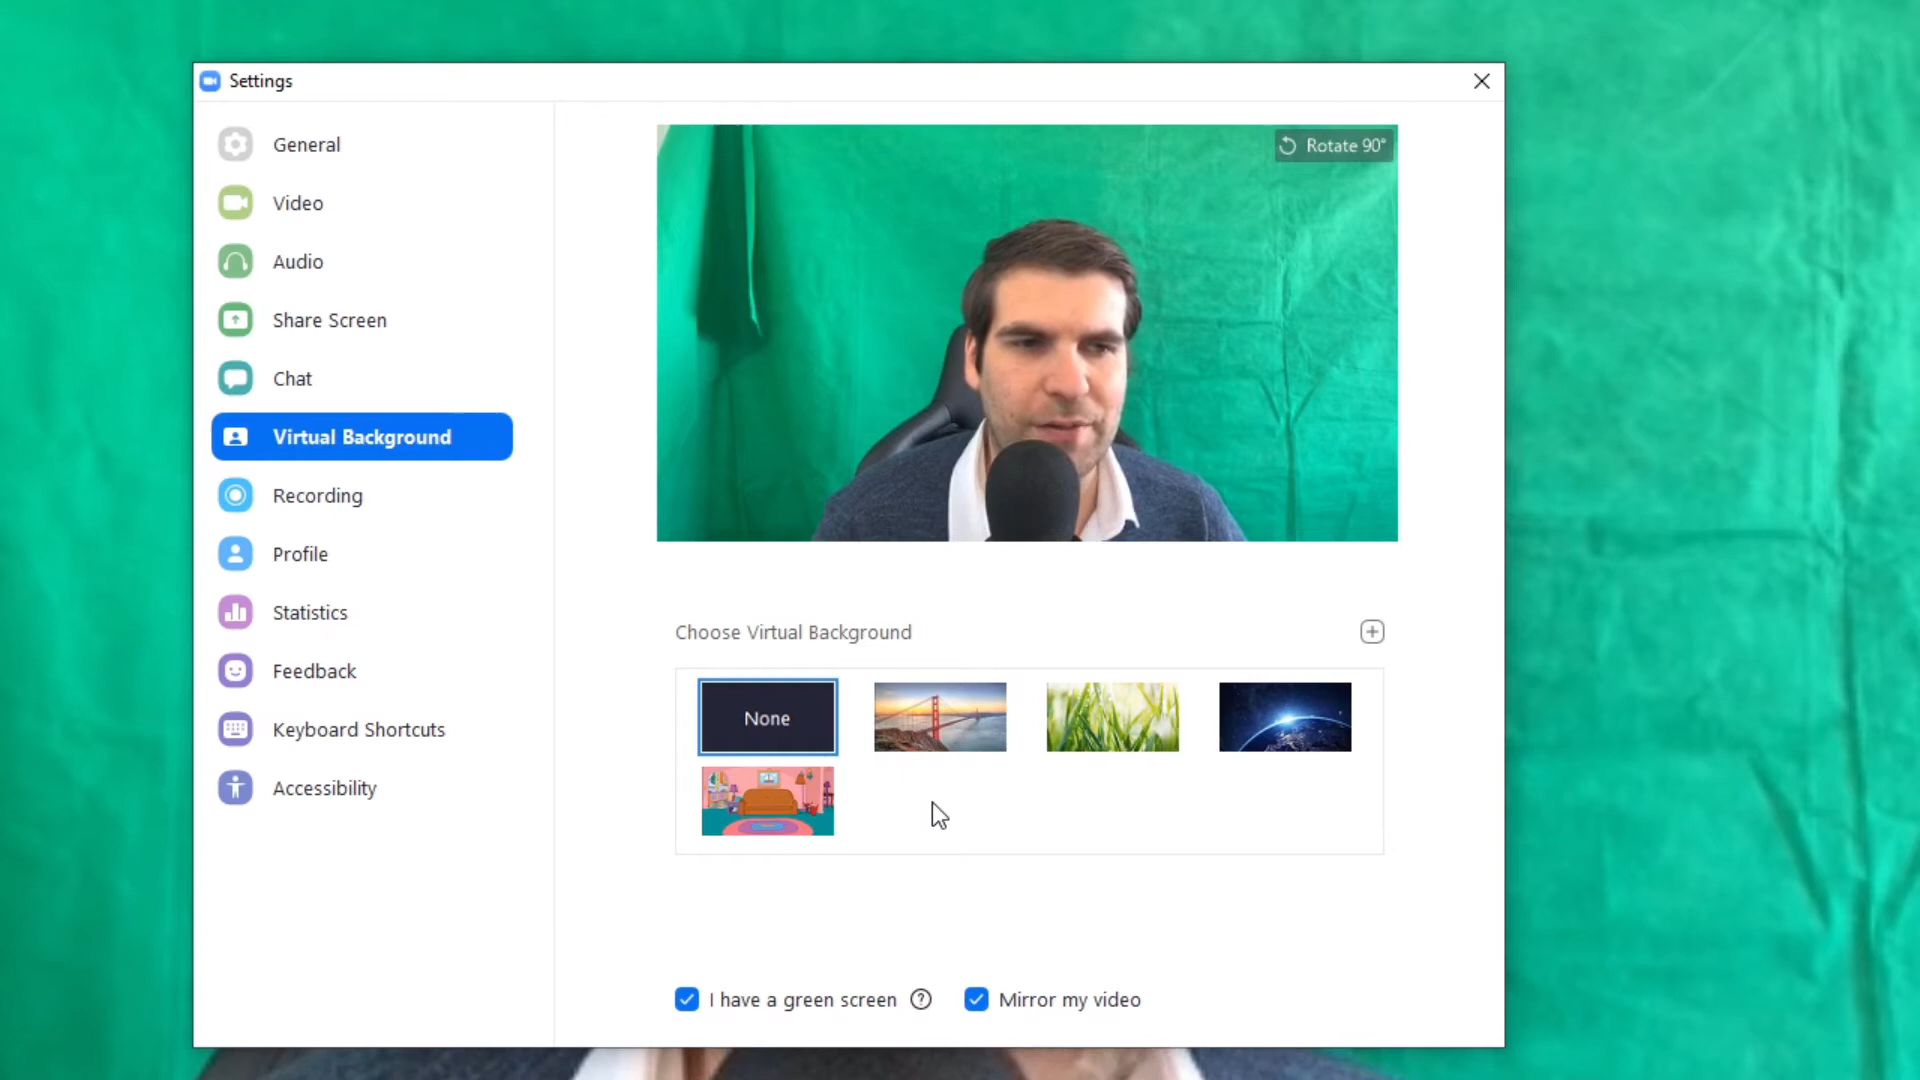 Settings
General
Video
Audio
Share Screen
Chat
Virtual Background
Recording
Profile
Statistics
Feedback
Keyboard Shortcuts
Accessibility
Rotate 90°
Choose Virtual Background
None
I have a green screen
Mirror my video